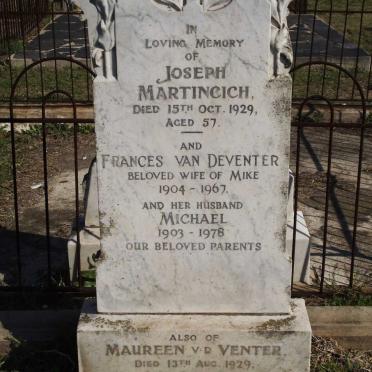 IN
LOVING MEMORY
OF
JOSEPH
MARTINCICH,
DIED 15TH OCT. 1929,
AGED 57.
AND
FRANCES VAN DEVENTER
BELOVED WIFE OF MIKE
1904 - 1967.
AND HER HUSBAND
MICHAEL
1903 - 1978
OUR BELOVED PARENTS
ALSO OF
MAUREEN V·D VENTER
DIED 13TH AUG. 1929.